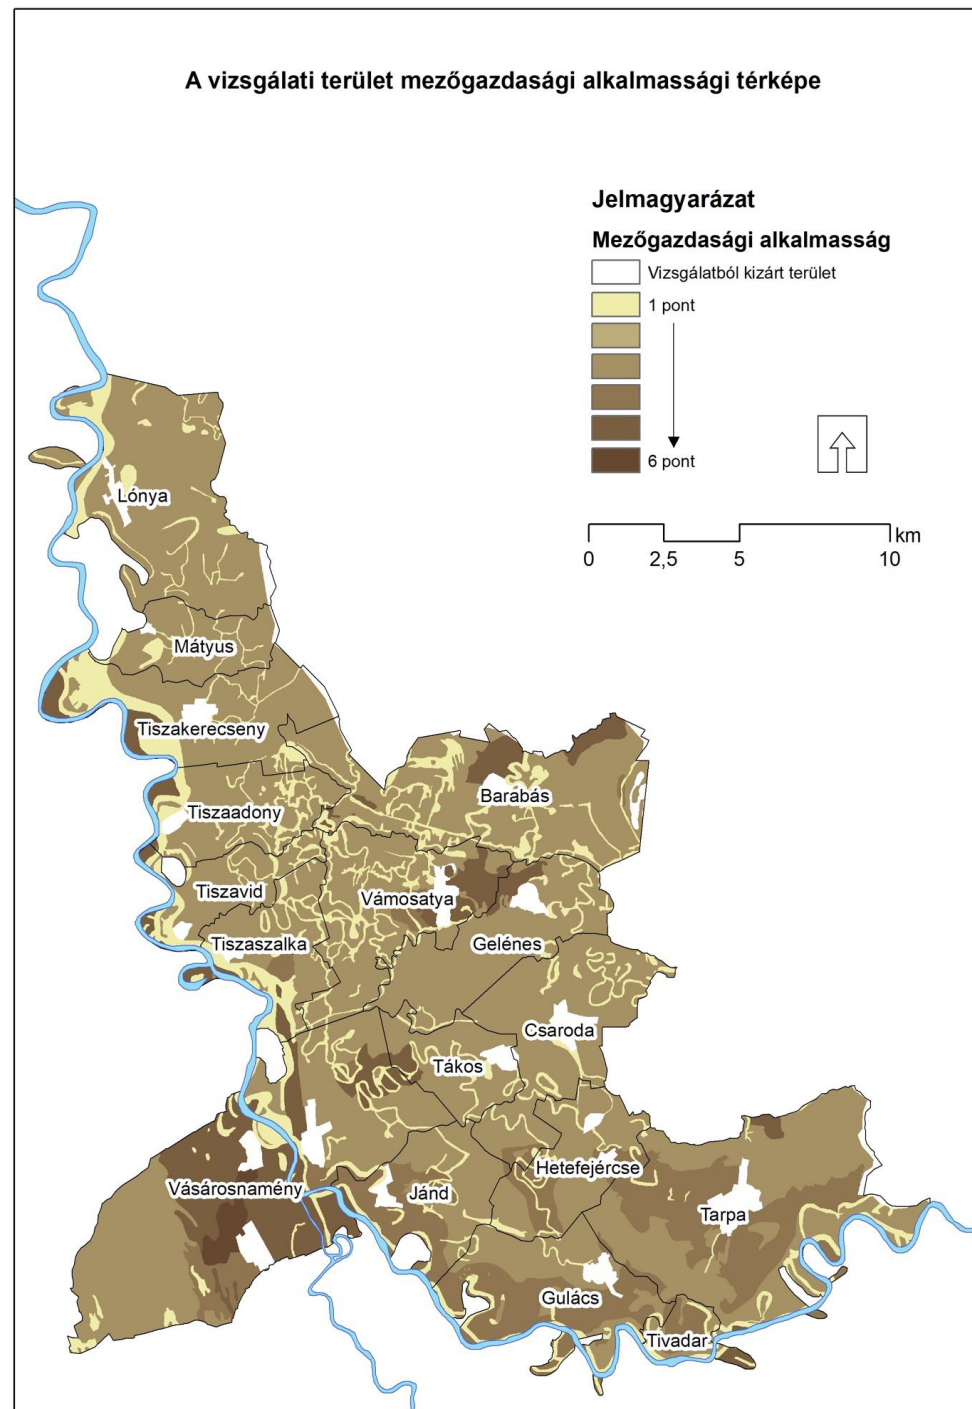 A vizsgálati terület mezőgazdasági alkalmassági térképe
Jelmagyarázat
Mezőgazdasági alkalmasság
Vizsgálatból kizárt terület
1 pont
6 pont
km
0 2,5 5 10
Lónya
Mátyus
Tiszakerecseny
Barabás
Tiszaadony
Tiszavid
Vámosatya
Tiszaszalka
Gelénes
Csaroda
Tákos
Hetefejércse
Vásárosnamény
Jánd
Tarpa
Gulács
Tivadar